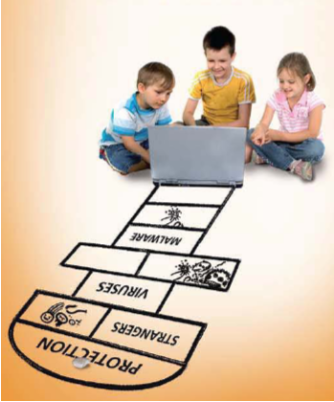 MALWARE
VIRUSES
STRANGERS
PROTECTION